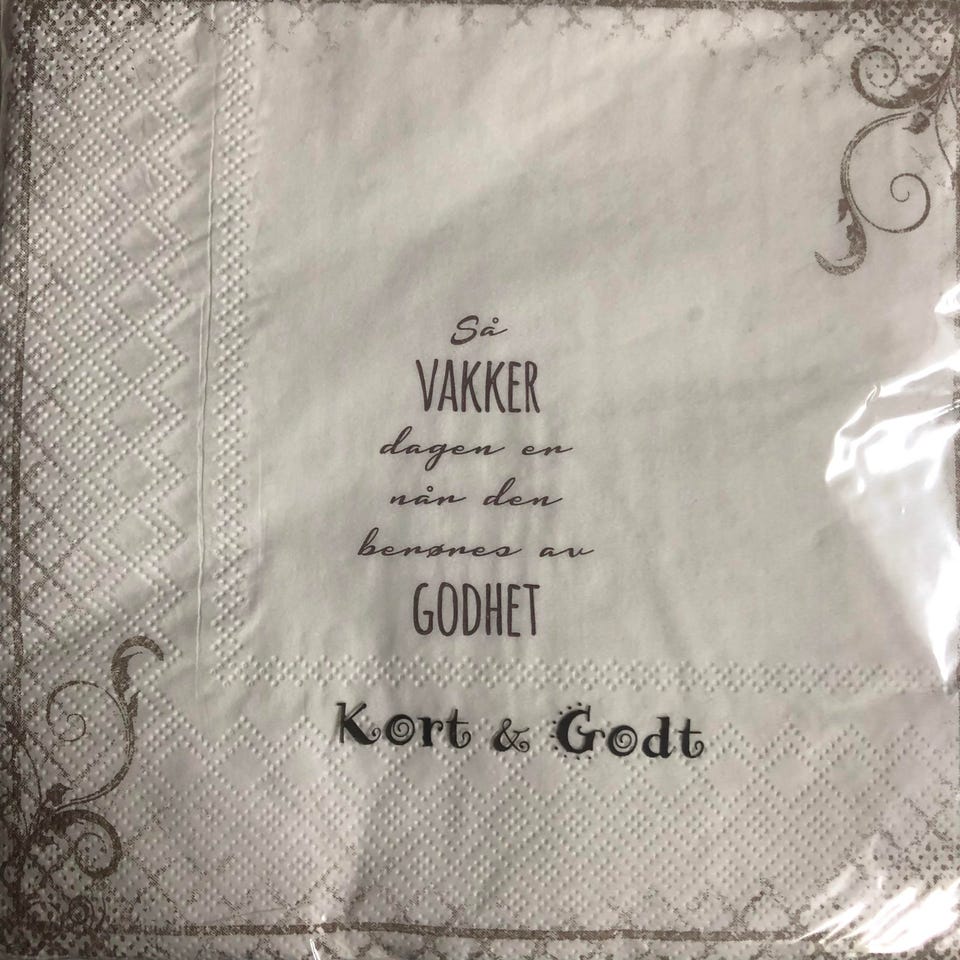 Så
VAKKER
dagen er
når den
berøres av
GODHET
Kort & Godt